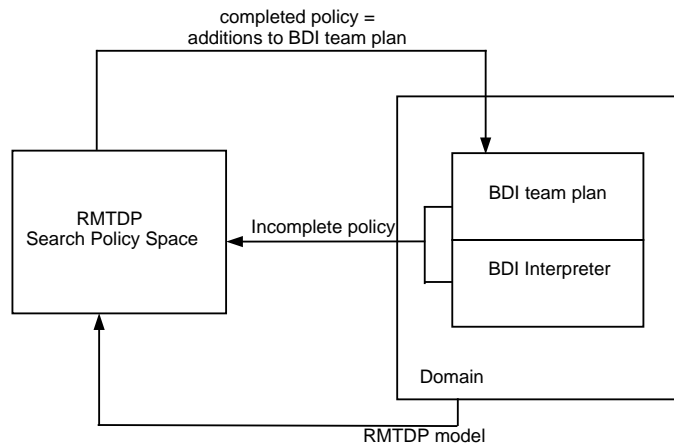 completed policy =
additions to BDI team plan
RMTDP
Search Policy Space
Incomplete policy
BDI team plan
BDI Interpreter
Domain
RMTDP model